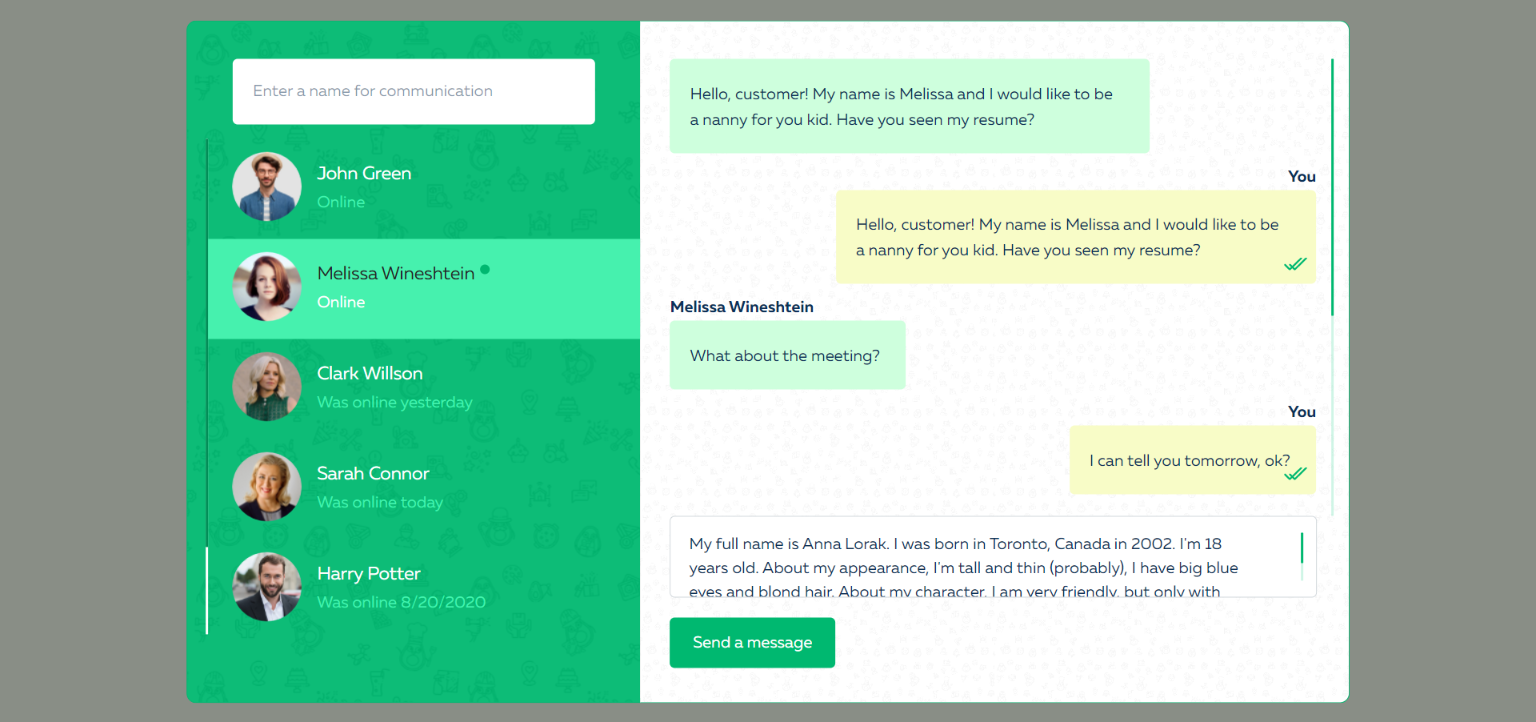 Enter a name for communication
John Green
Online
Melissa Wineshtein
Online
Clark Willson
Was online yesterday
Sarah Connor
Was online today
Harry Potter
Was online 8/20/2020
Hello, customer! My name is Melissa and I would like to be
a nanny for you kid. Have you seen my resume?
You
Hello, customer! My name is Melissa and I would like to be
a nanny for you kid. Have you seen my resume?
Melissa Wineshtein
What about the meeting?
You
I can tell you tomorrow, ok?
My full name is Anna Lorak. I was born in Toronto, Canada in 2002. I'm 18
years old. About my appearance, I'm tall and thin (probably), I have big blue
eyes and blond hair. About my character, I am very friendly, but only with
Send a message